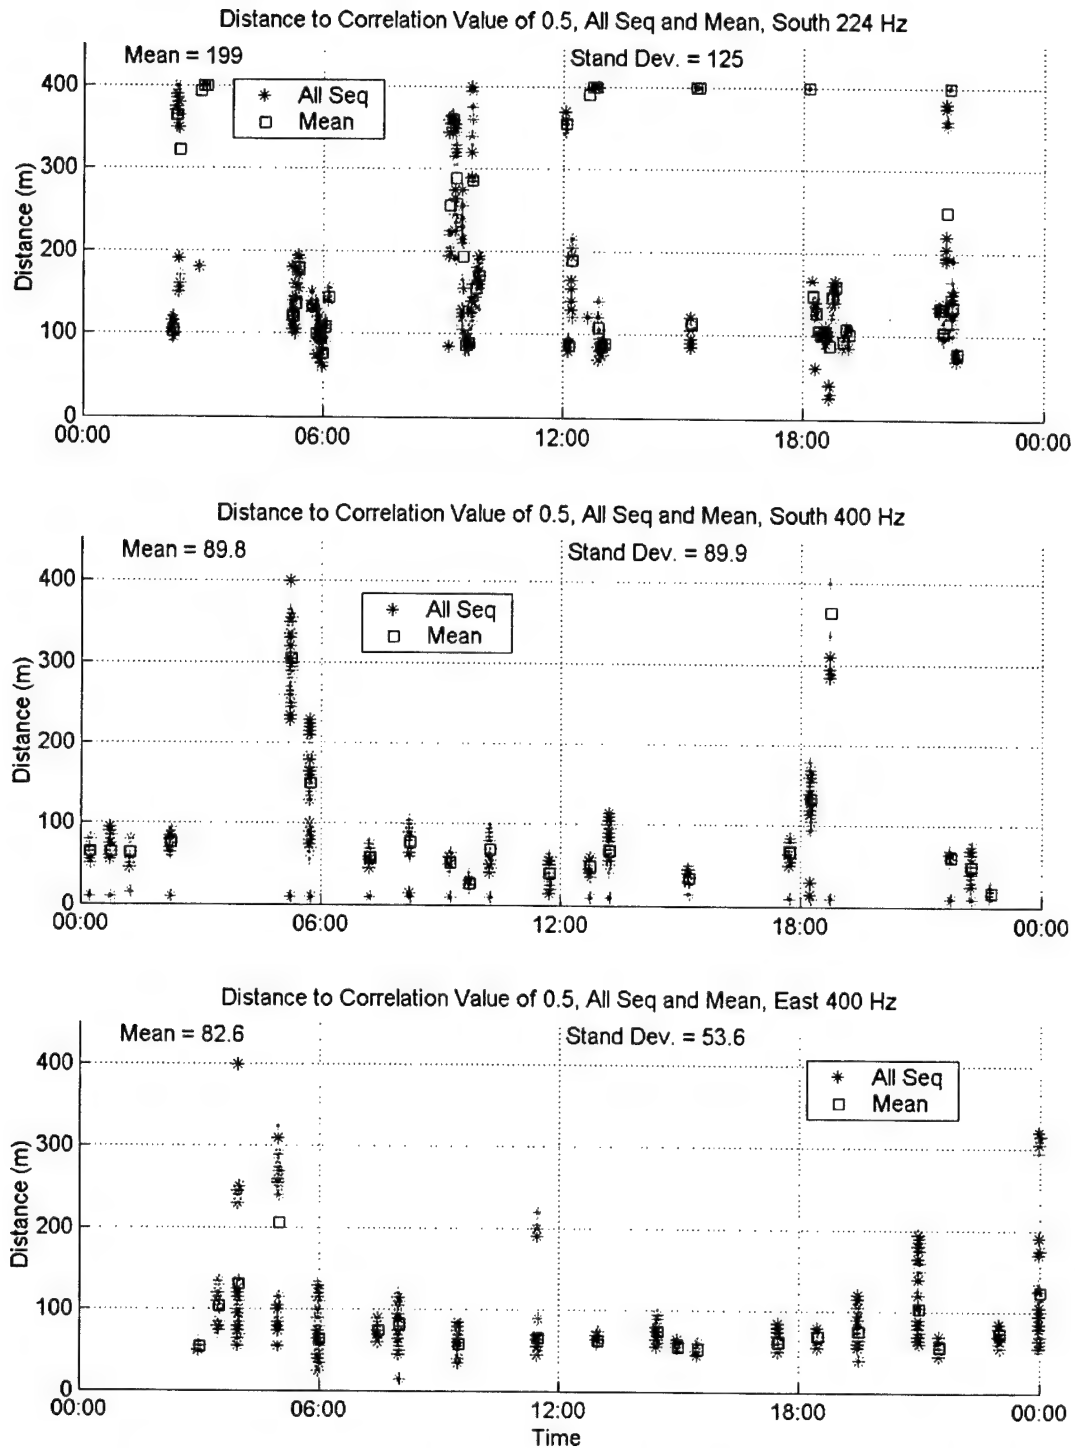 Distance to Correlation Value of 0.5, All Seq and Mean, South 224 Hz
Mean = 199
Stand Dev. = 125
All Seq
Mean
Distance (m)
400
300
200
100
0
00:00 06:00 12:00 18:00 00:00
Distance to Correlation Value of 0.5, All Seq and Mean, South 400 Hz
Mean = 89.8
Stand Dev. = 89.9
All Seq
Mean
Distance (m)
400
300
200
100
0
00:00 06:00 12:00 18:00 00:00
Distance to Correlation Value of 0.5, All Seq and Mean, East 400 Hz
Mean = 82.6
Stand Dev. = 53.6
All Seq
Mean
Distance (m)
400
300
200
100
0
00:00 06:00 12:00 18:00 00:00
Time